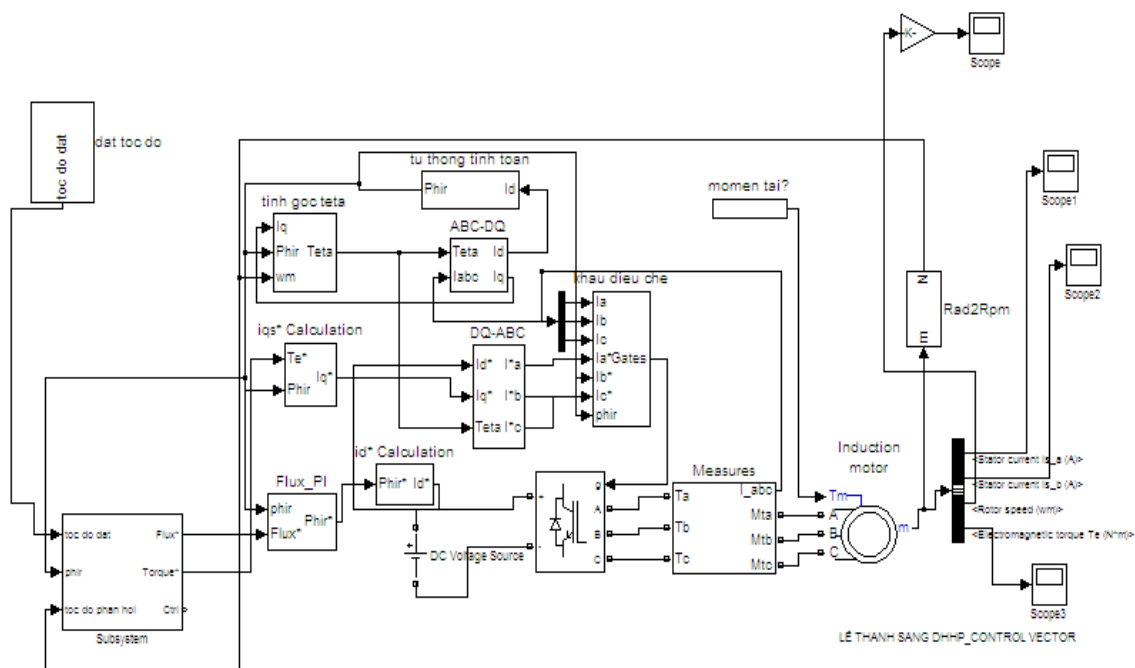 K-
Scope
toc do dat
dat toc do
tu thong tinh toan
Phir Id
momen tai?
Scope1
tinh goc teta
Iq
Phir Teta
wm
ABC-DQ
Teta Id
Iabc Iq
Scope2
khau dieu che
Ia
Ib
Ic
Ia*Gates
Ib*
Ic*
phir
N
m
Rad2Rpm
iqs* Calculation
Te*
Iq*
Phir
DQ-ABC
Id* I*a
Iq* I*b
Teta I*c
id* Calculation
Phir* Id*
Flux_PI
phir
Phir*
Flux*
g
+
A
B
-
C
+
-
DC Voltage Source
Measures
I_abc
Ta
Mta
Tb
Mtb
Tc
Mtc
Induction
motor
Tm
A
m
B
C
<Stator current is_a (A)>
<Stator current is_b (A)>
<Rotor speed (wm)>
<Electromagnetic torque Te (N*m)>
Scope3
toc do dat Flux*
phir Torque*
toc do phan hoi Ctrl
Subsystem
LÊ THANH SANG DHHP_CONTROL VECTOR